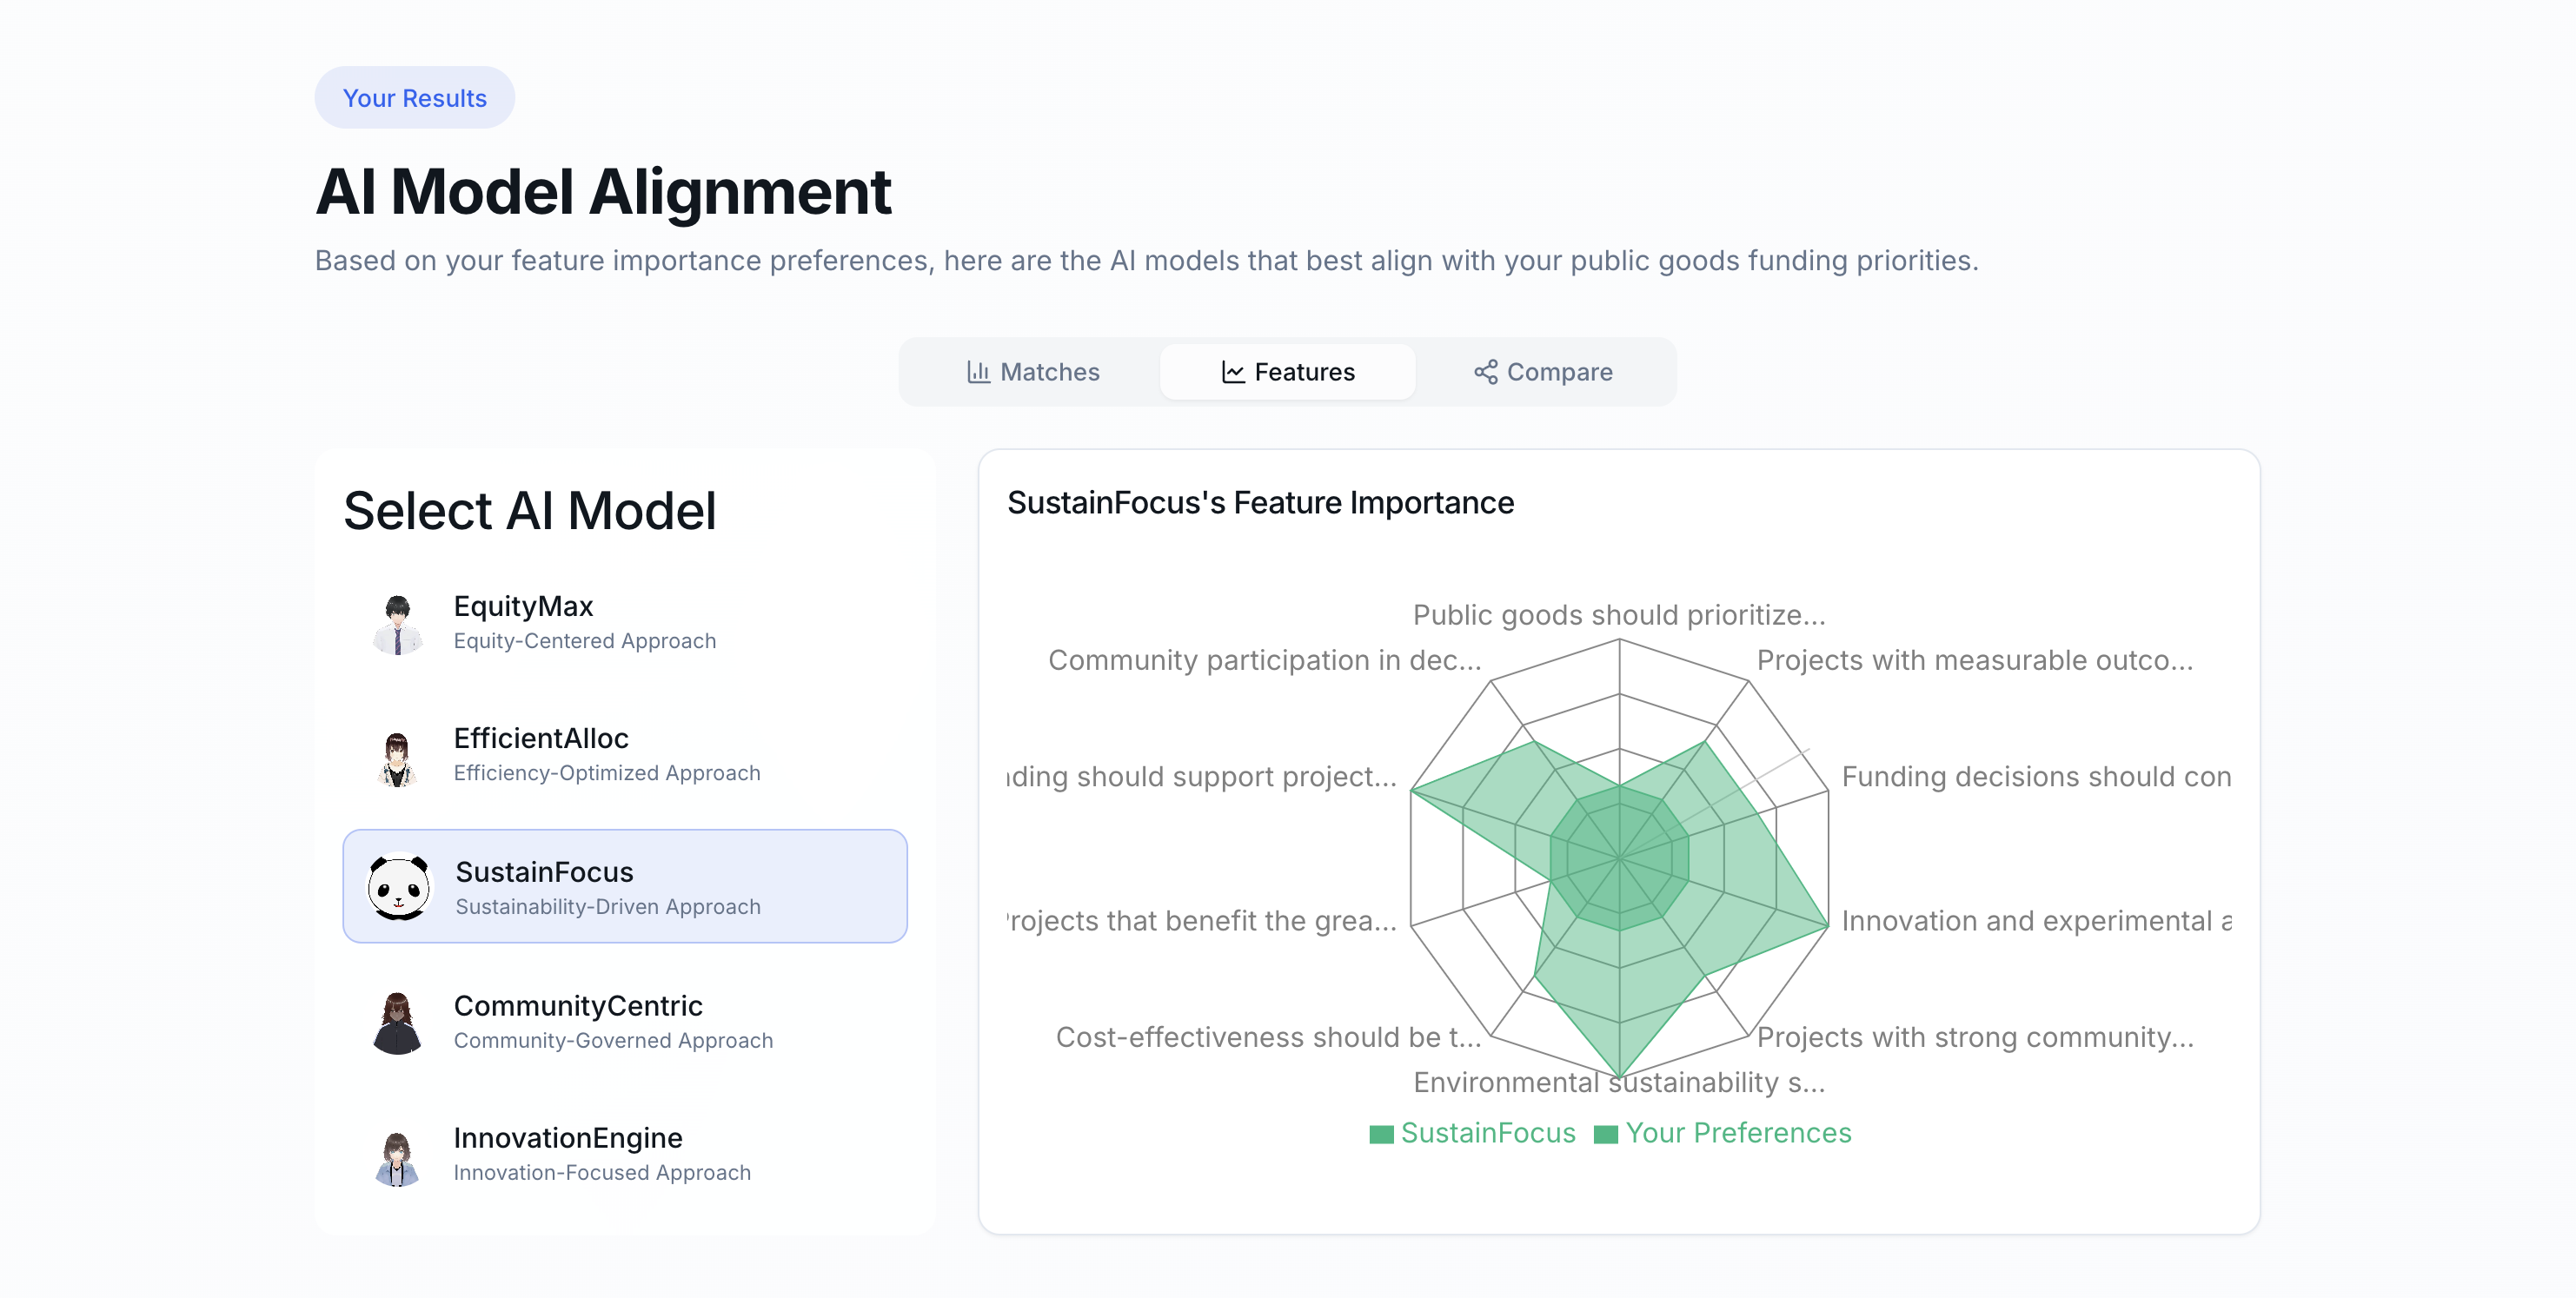 Your Results
AI Model Alignment
Based on your feature importance preferences, here are the AI models that best align with your public goods funding priorities.
Matches
Features
Compare
Select AI Model
EquityMax
Equity-Centered Approach
EfficientAlloc
Efficiency-Optimized Approach
SustainFocus
Sustainability-Driven Approach
CommunityCentric
Community-Governed Approach
InnovationEngine
Innovation-Focused Approach
SustainFocus's Feature Importance
Public goods should prioritize...
Community participation in dec...
Projects with measurable outco...
nding should support project...
Funding decisions should con
rojects that benefit the grea...
Innovation and experimental a
Cost-effectiveness should be t...
Projects with strong community...
Environmental sustainability s...
SustainFocus
Your Preferences